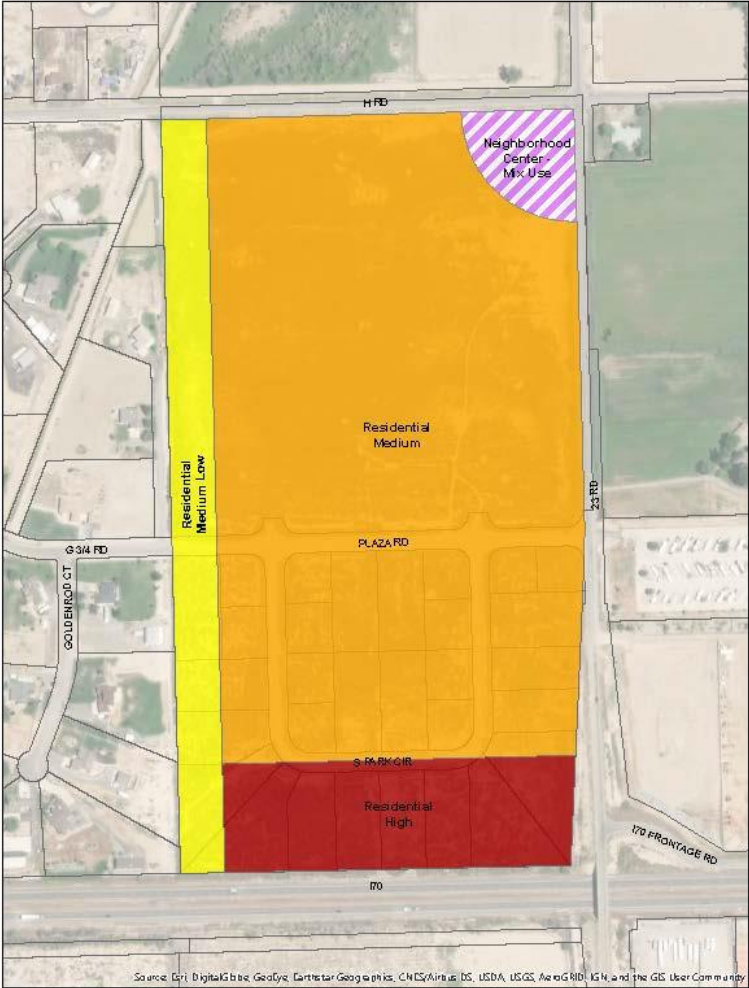 H RD
Neighborhood
Center -
Mix Use
Residential
Medium
Residential
Medium Low
23 RD
G 3/4 RD
PLAZA RD
GOLDENROD CT
S PARK CIR
Residential
High
I70 FRONTAGE RD
I70
Source: Esri, DigitalGlobe, GeoEye, Earthstar Geographics, CNES/Airbus DS, USDA, USGS, AeroGRID, IGN, and the GIS User Community